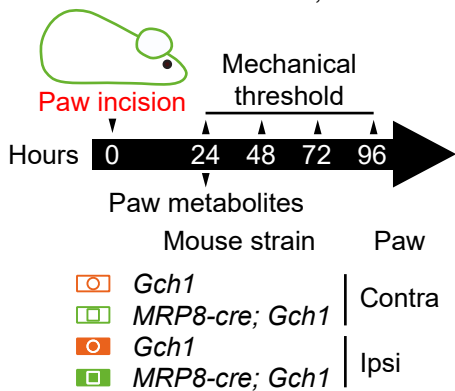 Mechanical
Paw incision threshold
Hours 0 24 48 72 96
Paw metabolites
Mouse strain Paw
Gch1
MRP8-cre; Gch1
Contra
Gch1
MRP8-cre; Gch1
Ipsi